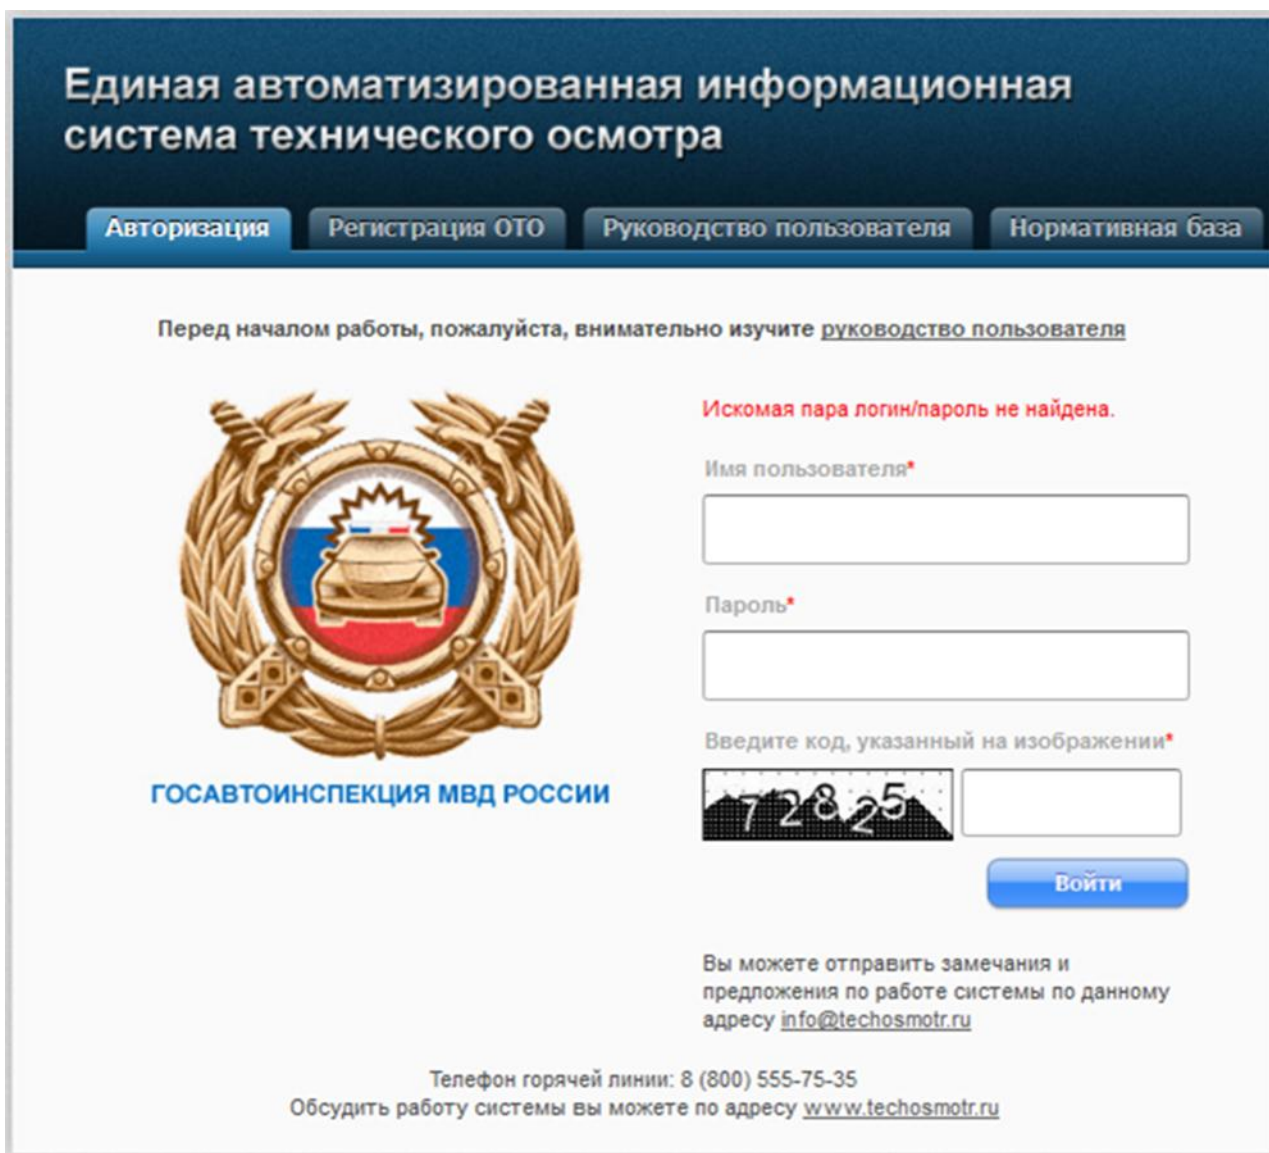 Единая автоматизированная информационная
система технического осмотра
Авторизация Регистрация ОТО Руководство пользователя Нормативная база
Перед началом работы, пожалуйста, внимательно изучите руководство пользователя
Искомая пара логин/пароль не найдена.
Имя пользователя*
Пароль*
Введите код, указанный на изображении*
72825
ГОСАВТОИНСПЕКЦИЯ МВД РОССИИ
Войти
Вы можете отправить замечания и
предложения по работе системы по данному
адресу info@techosmotr.ru
Телефон горячей линии: 8 (800) 555-75-35
Обсудить работу системы вы можете по адресу www.techosmotr.ru